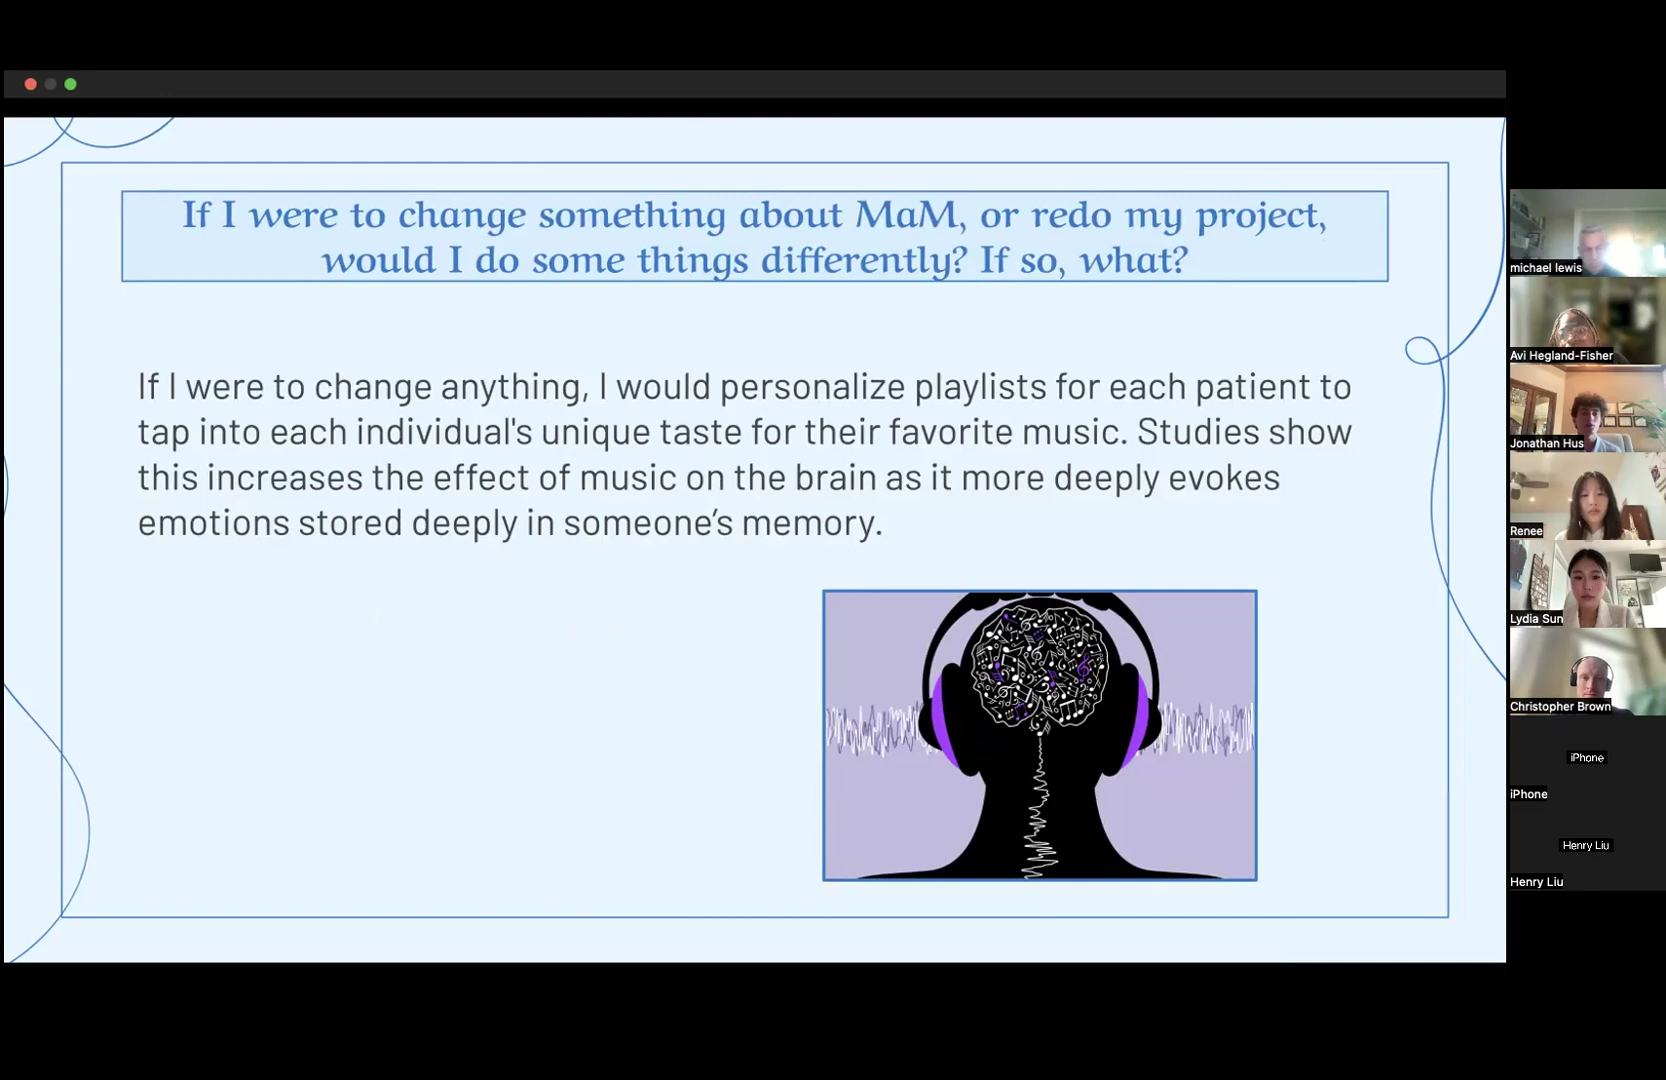 If I were to change something about MaM, or redo my project,
would I do some things differently? If so, what?
If I were to change anything, I would personalize playlists for each patient to
tap into each individual's unique taste for their favorite music. Studies show
this increases the effect of music on the brain as it more deeply evokes
emotions stored deeply in someone’s memory.
michael lewis
Avi Hegland-Fisher
Jonathan Hus
Renee
Lydia Sun
Christopher Brown
iPhone
iPhone
Henry Liu
Henry Liu